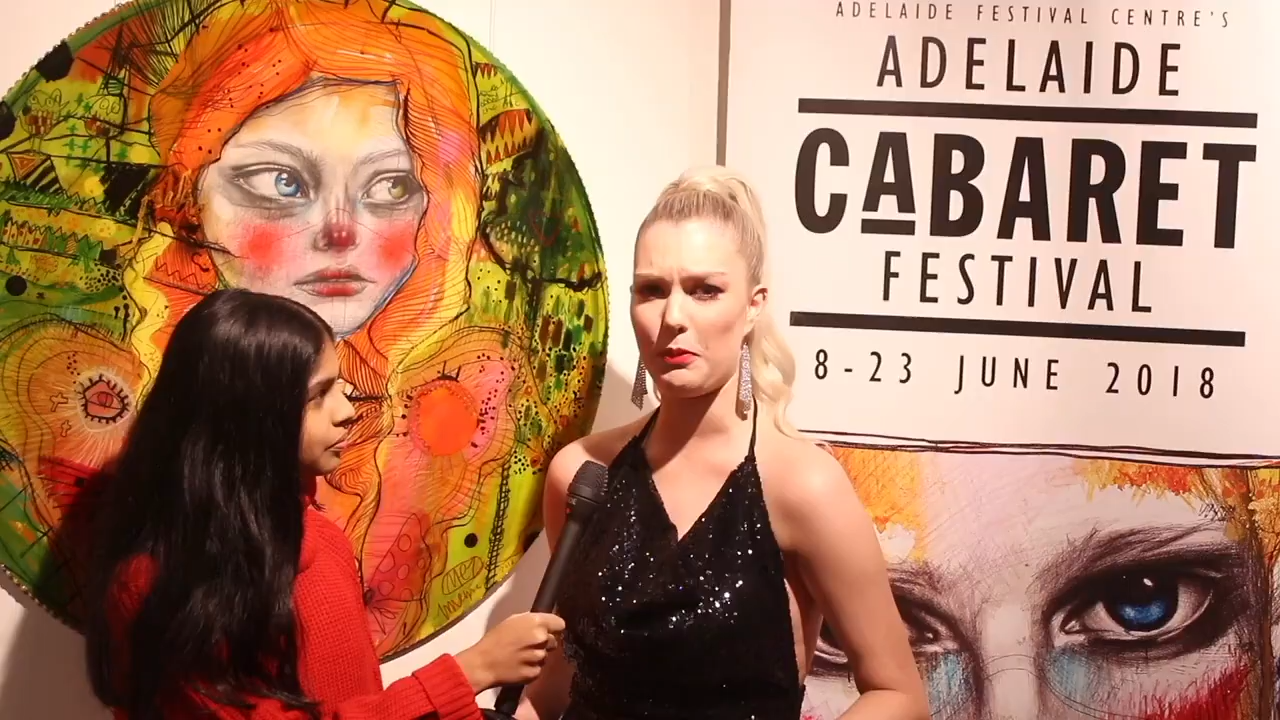 ADELAIDE FESTIVAL CENTRE'S
ADELAIDE
CABARET
FESTIVAL
8-23 JUNE 2018